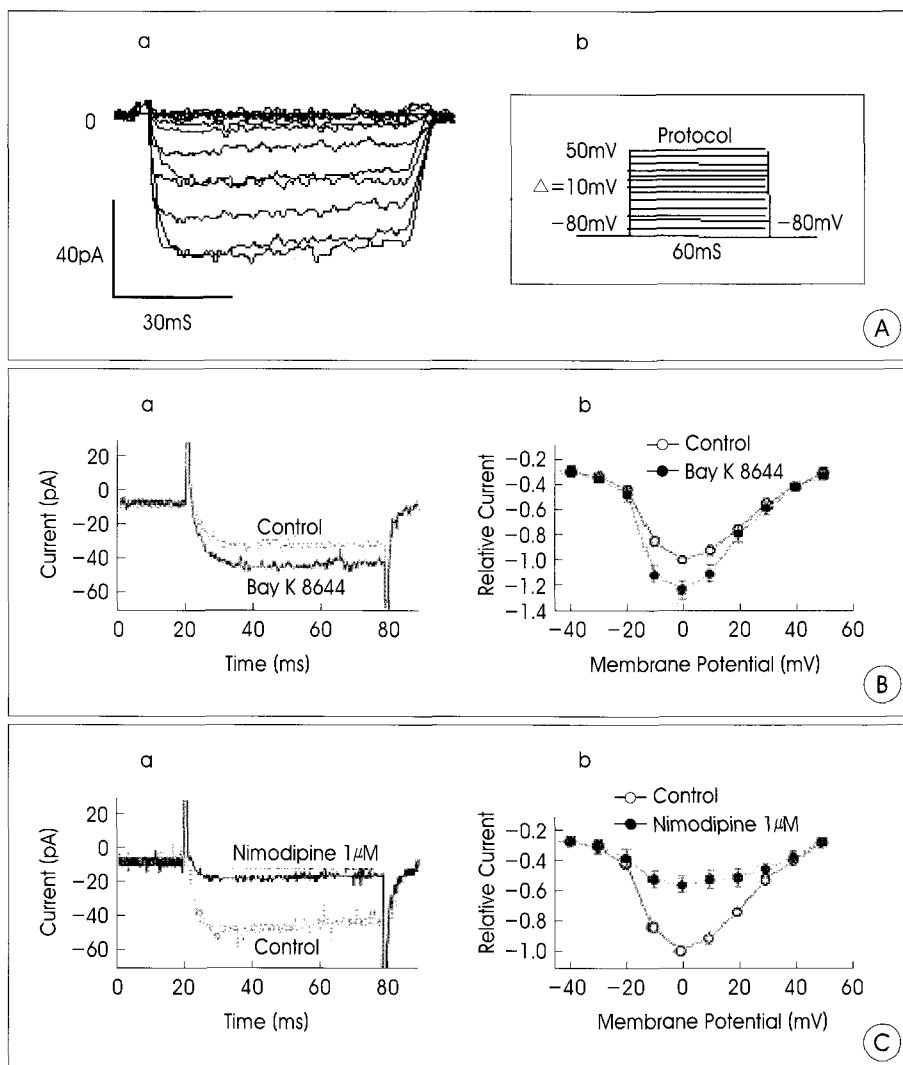 a
b
0
40pA
30mS
Protocol
50mV
△=10mV
−80mV
−80mV
60mS
A
a
b
20
0
−20
−40
−60
Current (pA)
Control
Bay K 8644
0 20 40 60 80
Time (ms)
Control
Bay K 8644
−0.2
−0.4
−0.6
−0.8
−1.0
−1.2
−1.4
Relative Current
−40 −20 0 20 40 60
Membrane Potential (mV)
B
a
b
20
0
−20
−40
−60
Current (pA)
Nimodipine 1μM
Control
0 20 40 60 80
Time (ms)
Control
Nimodipine 1μM
−0.2
−0.4
−0.6
−0.8
−1.0
Relative Current
−40 −20 0 20 40 60
Membrane Potential (mV)
C